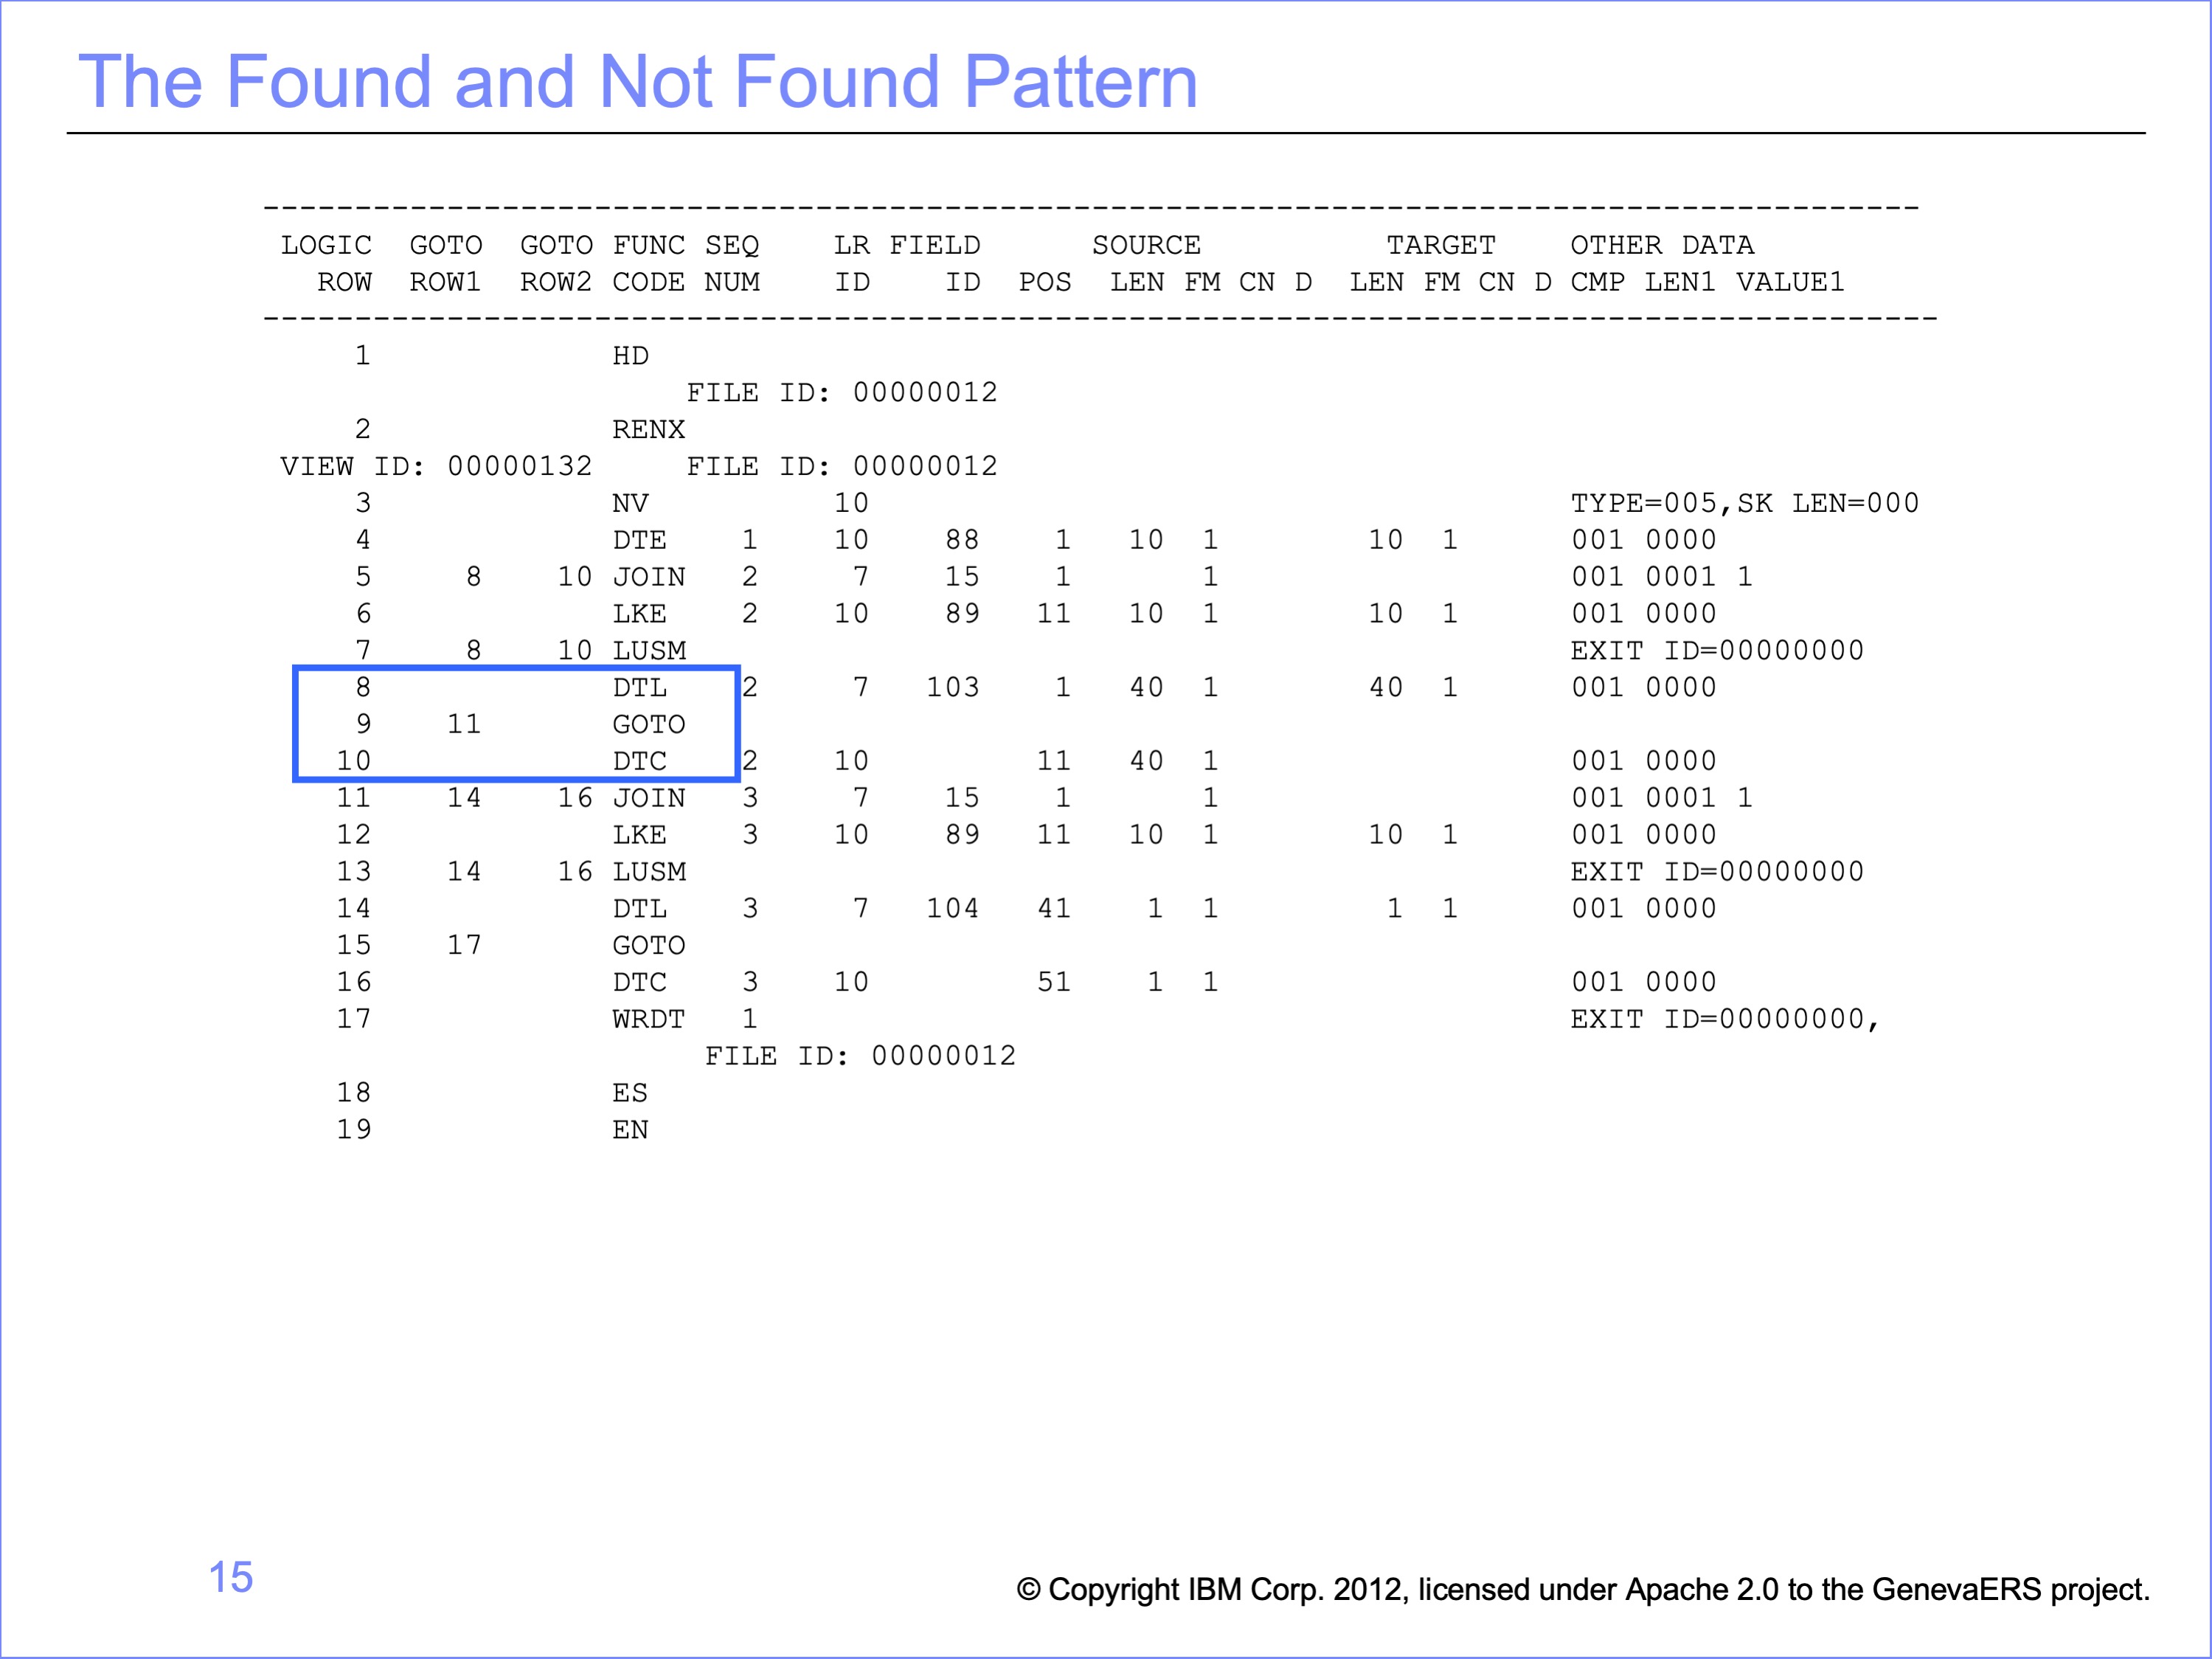 The Found and Not Found Pattern
------------------------------------------------------------------------------------------
LOGIC  GOTO  GOTO FUNC SEQ    LR FIELD      SOURCE          TARGET    OTHER DATA
ROW  ROW1  ROW2 CODE NUM    ID    ID  POS  LEN FM CN D  LEN FM CN D CMP LEN1 VALUE1
-------------------------------------------------------------------------------------------
1             HD
FILE ID: 00000012
2             RENX
VIEW ID: 00000132     FILE ID: 00000012
3             NV          10                                       TYPE=005,SK LEN=000
4             DTE    1    10    88    1   10  1        10  1      001 0000
5     8    10 JOIN   2     7    15    1       1                   001 0001 1
6             LKE    2    10    89   11   10  1        10  1      001 0000
7     8    10 LUSM                                                EXIT ID=00000000
8             DTL    2     7   103    1   40  1        40  1      001 0000
9    11       GOTO
10            DTC    2    10         11   40  1                   001 0000
11    14    16 JOIN   3     7    15    1       1                   001 0001 1
12            LKE    3    10    89   11   10  1        10  1      001 0000
13    14    16 LUSM                                                EXIT ID=00000000
14            DTL    3     7   104   41    1  1         1  1      001 0000
15    17       GOTO
16            DTC    3    10         51    1  1                   001 0000
17            WRDT   1                                            EXIT ID=00000000,
FILE ID: 00000012
18            ES
19            EN
15
© Copyright IBM Corp. 2012, licensed under Apache 2.0 to the GenevaERS project.